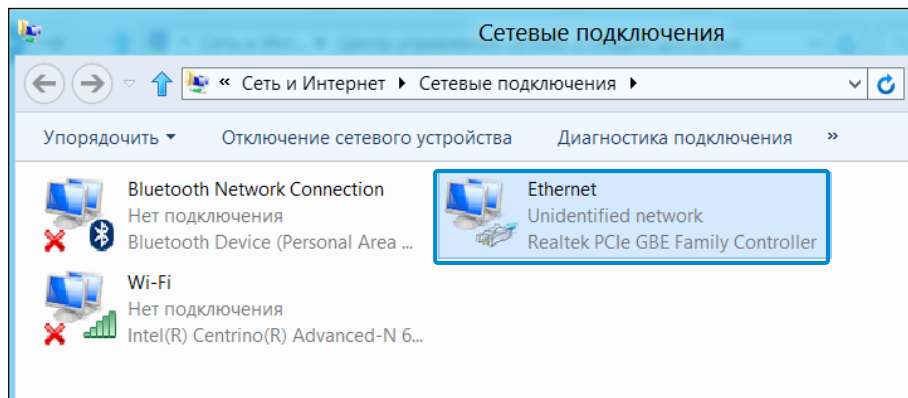 Сетевые подключения
« Сеть и Интернет Сетевые подключения
Упорядочить Отключение сетевого устройства Диагностика подключения »
Bluetooth Network Connection
Нет подключения
Bluetooth Device (Personal Area ...
Ethernet
Unidentified network
Realtek PCIe GBE Family Controller
Wi-Fi
Нет подключения
Intel(R) Centrino(R) Advanced-N 6...